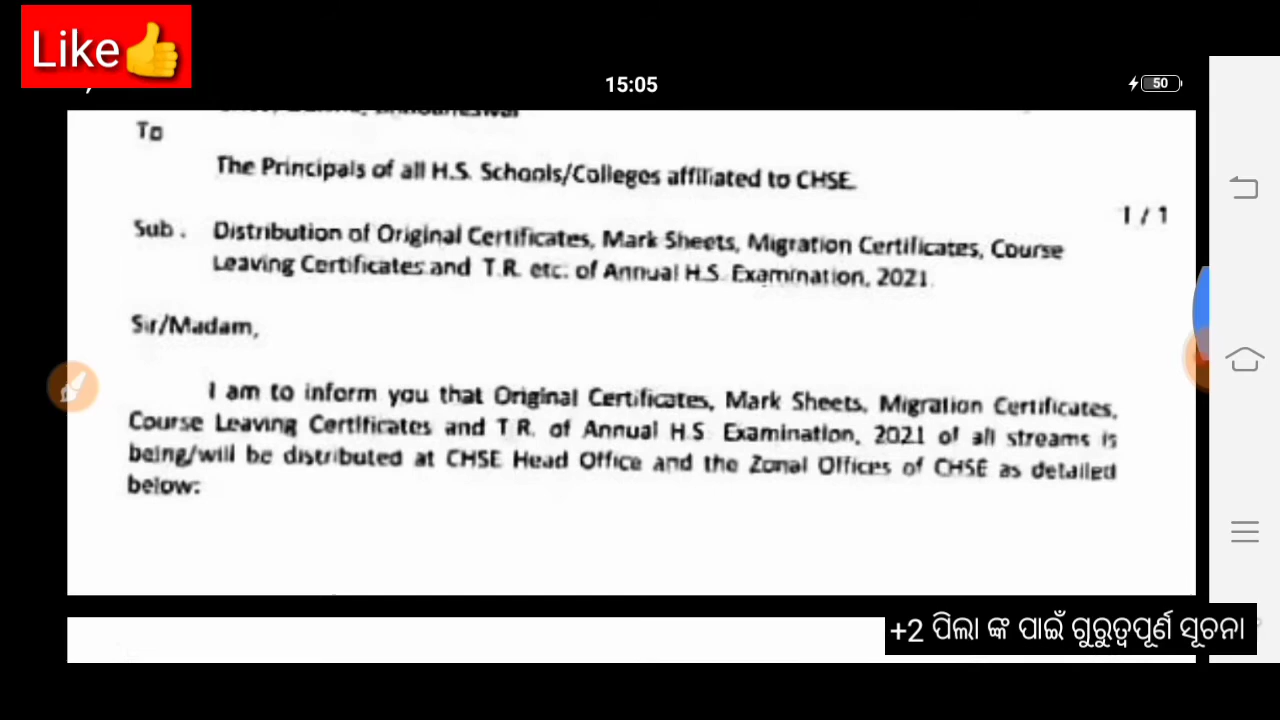 Like
15:05
50
To
The Principals of all H.S. Schools/Colleges affiliated to CHSE.
1 / 1
Sub. Distribution of Original Certificates, Mark Sheets, Migration Certificates, Course
Leaving Certificates and T.R. etc. of Annual H.S. Examination, 2021.
Sir/Madam,
I am to inform you that Original Certificates, Mark Sheets, Migration Certificates,
Course Leaving Certificates and T.R. of Annual H.S Examination, 2021 of all streams is
being/will be distributed at CHSE Head Office and the Zonal Offices of CHSE as detailed
below:
+2 ପିଲା ଙ୍କ ପାଇଁ ଗୁରୁତ୍ୱପୂର୍ଣ ସୂଚନା